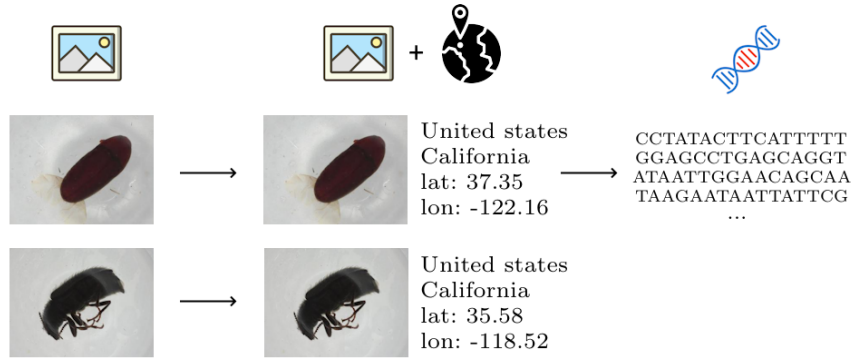 +
United states
California
lat: 37.35
lon: -122.16
CCTATACTTCATTTTT
GGAGCCTGAGCAGGT
ATAATTGGAACAGCAA
TAAGAATAATTATTCG
...
United states
California
lat: 35.58
lon: -118.52